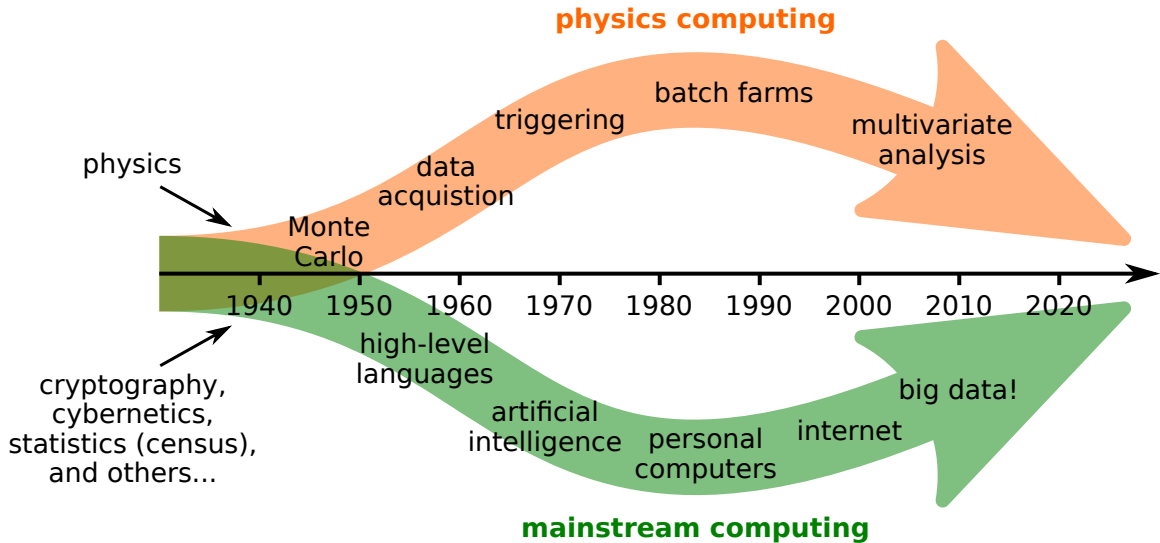 physics computing
batch farms
triggering
multivariate
analysis
physics
data
acquistion
Monte
Carlo
1940 1950 1960 1970 1980 1990 2000 2010 2020
high-level
languages
cryptography,
cybernetics,
statistics (census),
and others...
artificial
intelligence
personal
computers
internet
big data!
mainstream computing